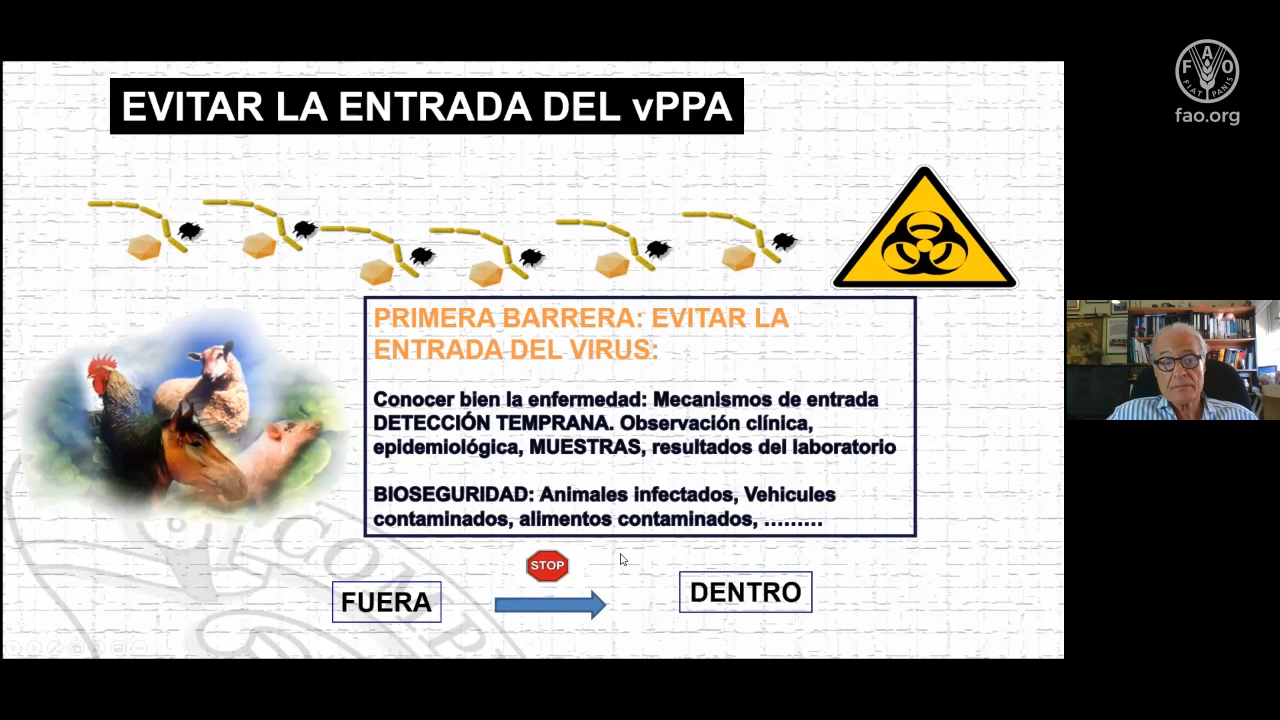 EVITAR LA ENTRADA DEL vPPA
PRIMERA BARRERA: EVITAR LA
ENTRADA DEL VIRUS:
Conocer bien la enfermedad: Mecanismos de entrada
DETECCIÓN TEMPRANA. Observación clínica,
epidemiológica, MUESTRAS, resultados del laboratorio
BIOSEGURIDAD: Animales infectados, Vehicules
contaminados, alimentos contaminados, .........
STOP
FUERA
DENTRO
F A O
FIAT PANIS
fao.org